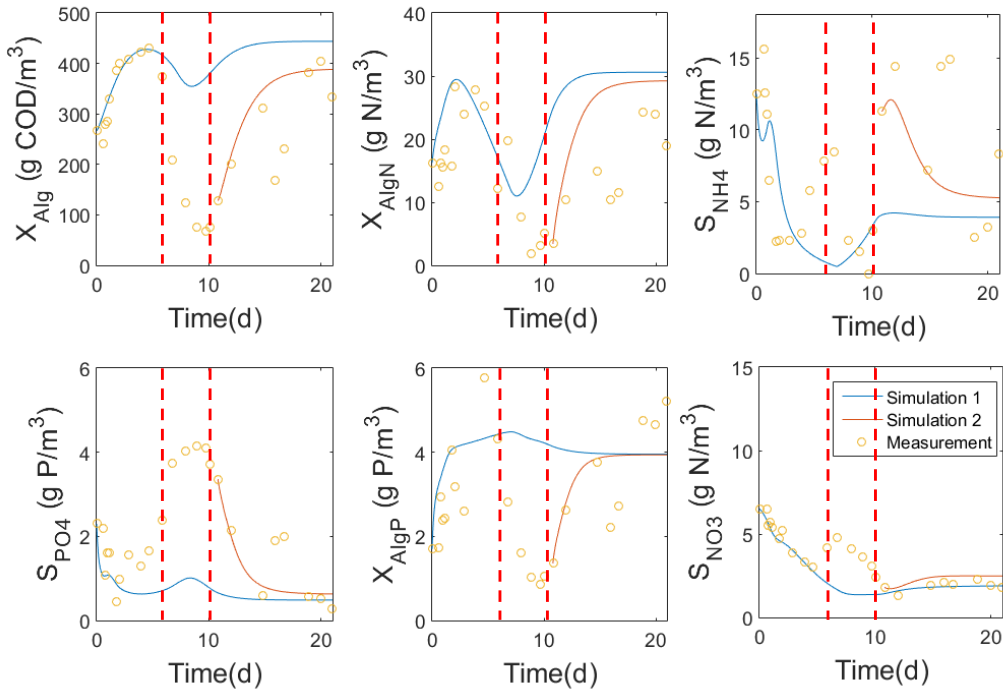 500
400
300
200
100
0
0 10 20
Time(d)
X_Alg (g COD/m³)
40
30
20
10
0
0 10 20
Time(d)
X_AlgN (g N/m³)
15
10
5
0
0 10 20
Time(d)
S_NH4 (g N/m³)
6
4
2
0
0 10 20
Time(d)
S_PO4 (g P/m³)
6
4
2
0
0 10 20
Time(d)
X_AlgP (g P/m³)
15
10
5
0
0 10 20
Time(d)
S_NO3 (g N/m³)
Simulation 1
Simulation 2
Measurement